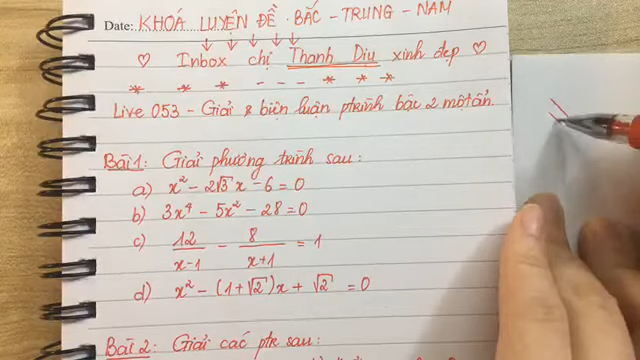 Date: KHOÁ LUYỆN ĐỀ BẮC - TRUNG - NAM
♡ Inbox chị Thanh Dịu xinh đẹp ♡
* * * - - - * * *
Live 053 - Giải & biện luận ptrình bậc 2 một ẩn.
Bài 1: Giải phương trình sau:
a) x² - 2√3 x - 6 = 0
b) 3x⁴ - 5x² - 28 = 0
c) 12/(x-1) - 8/(x+1) = 1
d) x² - (1+√2)x + √2 = 0
Bài 2: Giải các ptr sau: